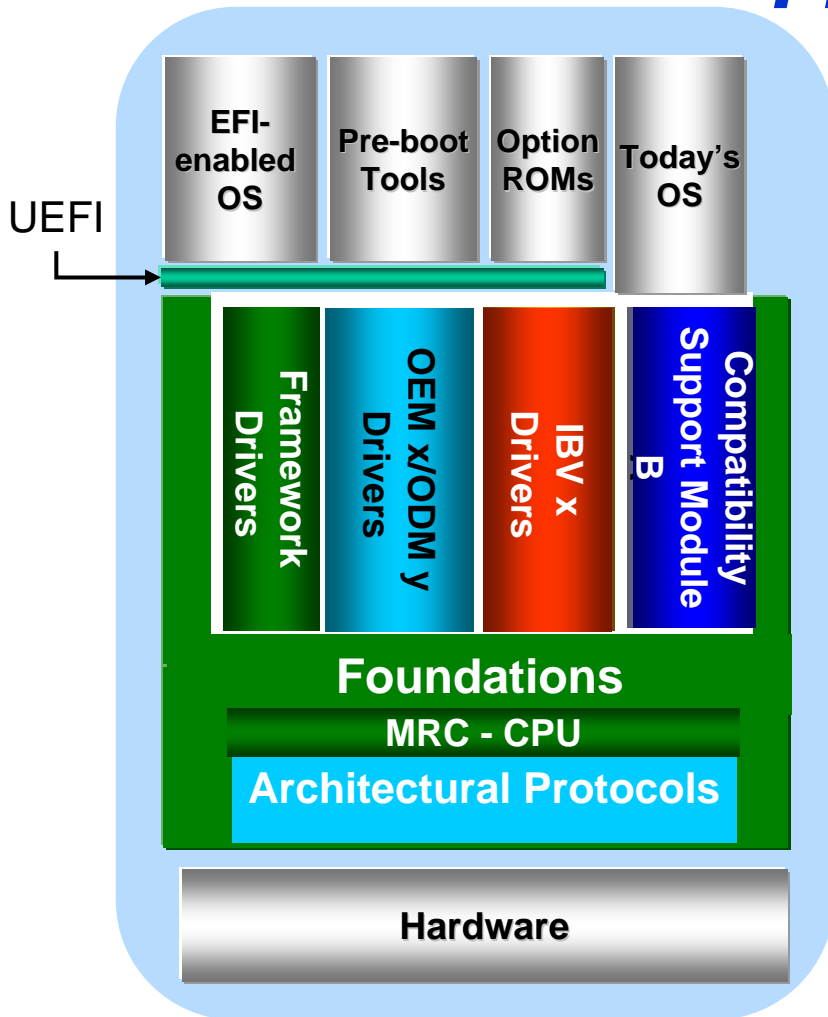 EFI-
enabled
OS
Pre-boot
Tools
Option
ROMs
Today's
OS
UEFI
Framework
Drivers
OEM x/ODM y
Drivers
IBV x
Drivers
Compatibility
Support Module
Foundations
MRC - CPU
Architectural Protocols
Hardware